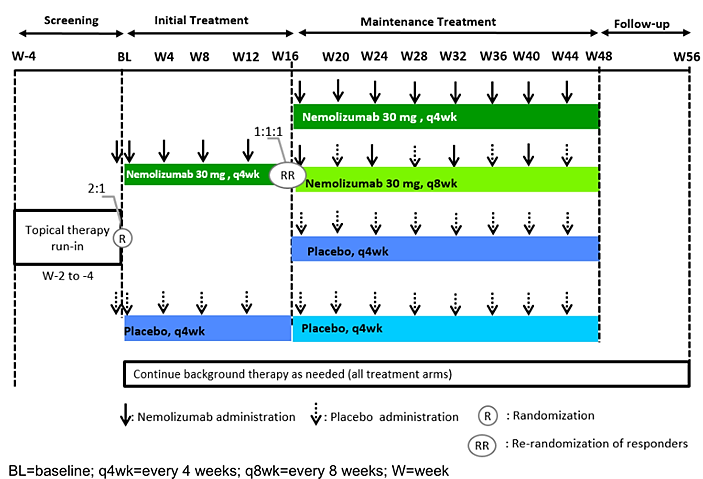 Screening
Initial Treatment
Maintenance Treatment
Follow-up
W-4
BL
W4
W8
W12
W16
W20
W24
W28
W32
W36
W40
W44
W48
W56
Nemolizumab 30 mg , q4wk
1:1:1
Nemolizumab 30 mg , q4wk
RR
Nemolizumab 30 mg, q8wk
2:1
Topical therapy
run-in
R
Placebo, q4wk
W-2 to -4
Placebo, q4wk
Placebo, q4wk
Continue background therapy as needed (all treatment arms)
: Nemolizumab administration
: Placebo administration
R : Randomization
RR : Re-randomization of responders
BL=baseline; q4wk=every 4 weeks; q8wk=every 8 weeks; W=week